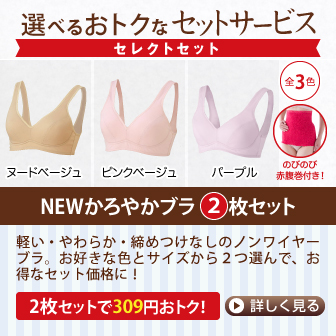 選べるおトクなセットサービス
セレクトセット
全3色
ヌードベージュ
ピンクベージュ
パープル
のびのび
赤腹巻付き!
NEWかろやかブラ2枚セット
軽い・やわらか・締めつけなしのノンワイヤー
ブラ。お好きな色とサイズから2つ選んで、お
得なセット価格に!
2枚セットで309円おトク!
詳しく見る